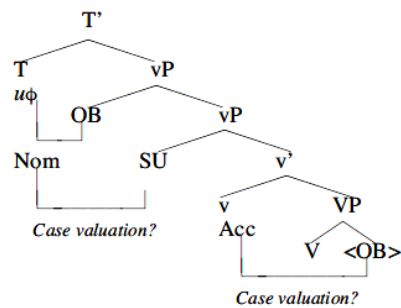 T’
T vP
uϕ OB vP
Nom SU v’
v VP
Case valuation? Acc V <OB>
Case valuation?